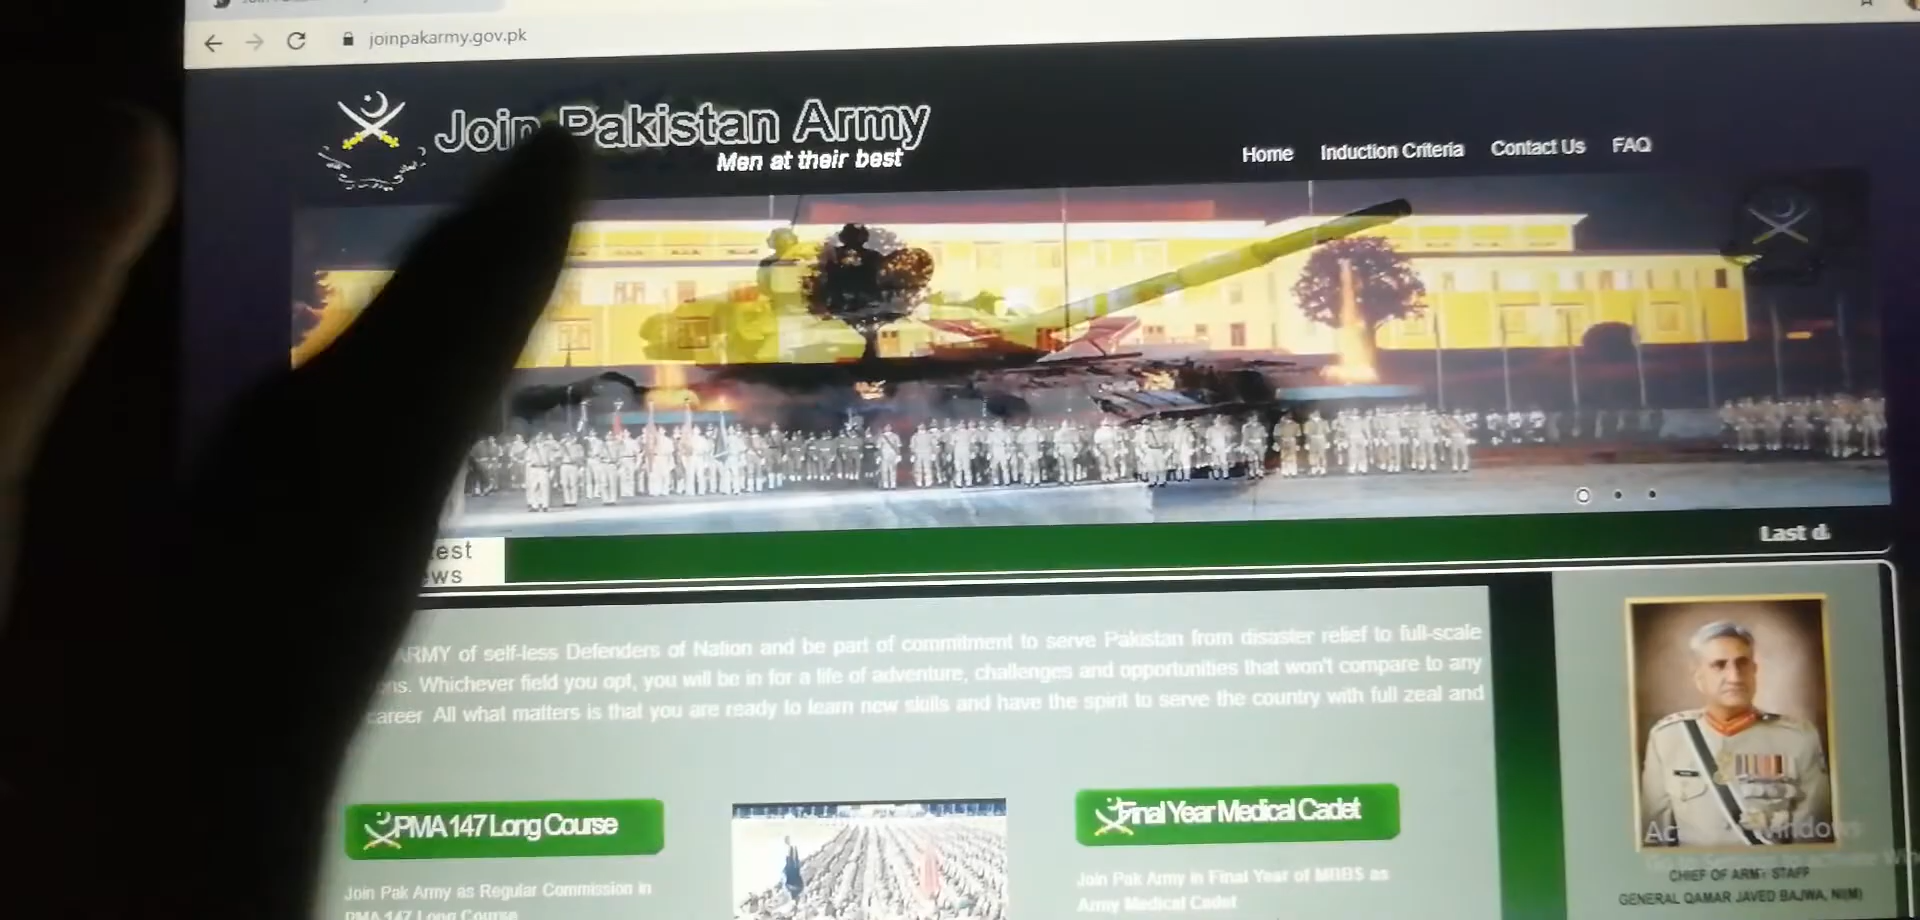 joinpakarmy.gov.pk
Join Pakistan Army
Men at their best
Home Induction Criteria Contact Us FAQ
Last d
est
ws
ARMY of self-less Defenders of Nation and be part of commitment to serve Pakistan from disaster relief to full-scale
ns. Whichever field you opt, you will be in for a life of adventure, challenges and opportunities that won't compare to any
career All what matters is that you are ready to learn new skills and have the spirit to serve the country with full zeal and
PMA 147 Long Course
Join Pak Army as Regular Commission in
PMA 147 Long Course
Final Year Medical Cadet
Join Pak Army in Final Year of MBBS as
Army Medical Cadet
CHIEF OF ARMY STAFF
GENERAL QAMAR JAVED BAJWA, NI(M)